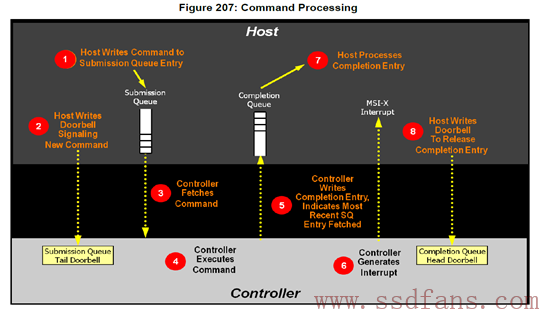 Figure 207: Command Processing
Host
1
Host Writes Command to
Submission Queue Entry
7
Host Processes
Completion Entry
Submission
Queue
Completion
Queue
MSI-X
Interrupt
2
Host Writes
Doorbell
Signaling
New Command
8
Host Writes
Doorbell
To Release
Completion Entry
3
Controller
Fetches
Command
5
Controller
Writes
Completion Entry,
Indicates Most
Recent SQ
Entry Fetched
Submission Queue
Tail Doorbell
4
Controller
Executes
Command
6
Controller
Generates
Interrupt
Completion Queue
Head Doorbell
Controller
www.ssdfans.com